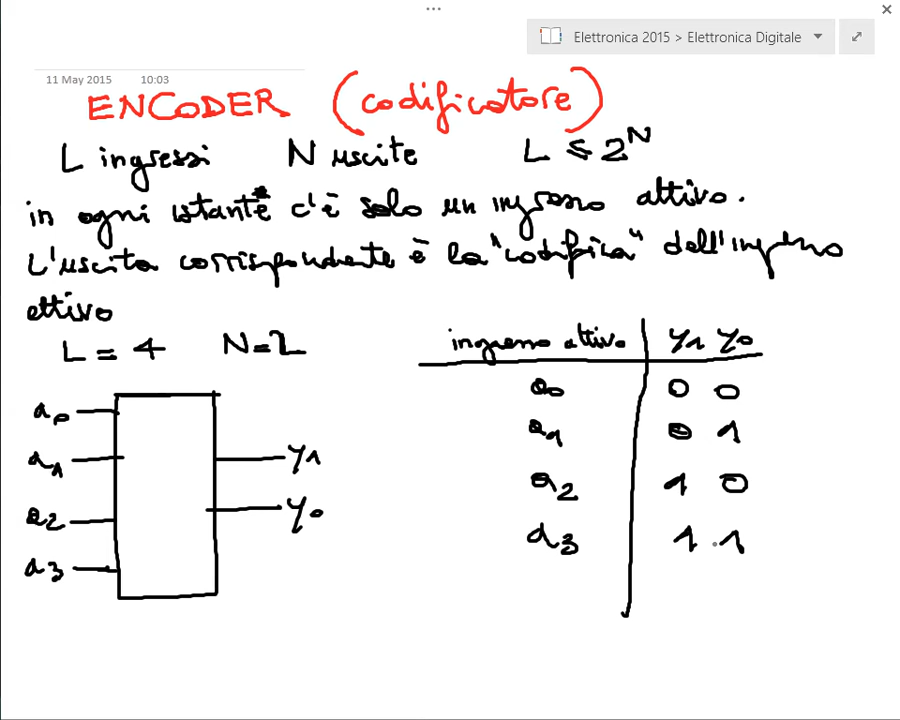 Elettronica 2015 > Elettronica Digitale
11 May 2015 10:03
ENCODER (codificatore)
L ingressi N uscite L ≤ 2^N
in ogni istante c'è solo un ingresso attivo.
L'uscita corrispondente è la "codifica" dell'ingresso
attivo
L = 4 N=2
ingresso attivo Y1 Y0
a0 0 0
a1 0 1
a2 1 0
a3 1 1
a0
a1
a2
a3
Y1
Y0